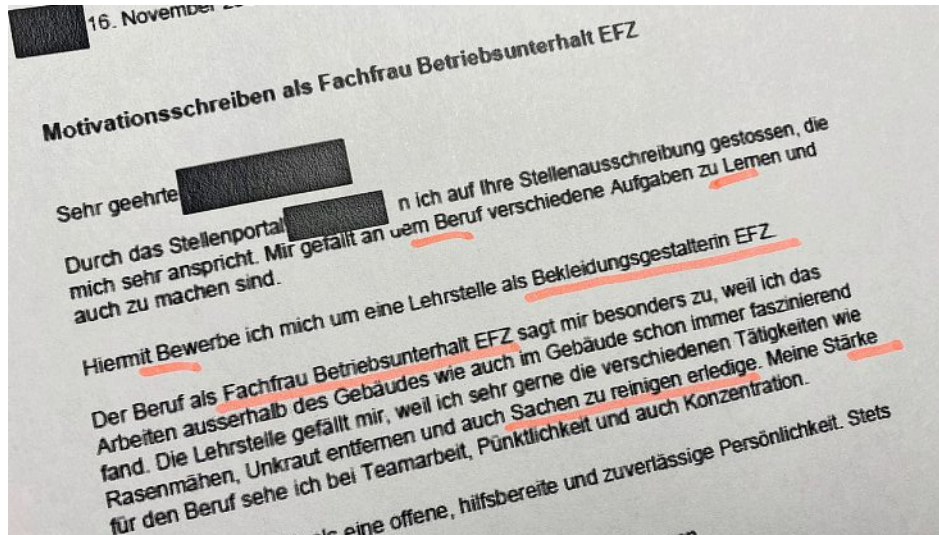 16. November
Motivationsschreiben als Fachfrau Betriebsunterhalt EFZ
Sehr geehrte
Durch das Stellenportal n ich auf Ihre Stellenausschreibung gestossen, die
mich sehr anspricht. Mir gefällt an dem Beruf verschiedene Aufgaben zu Lernen und
auch zu machen sind.
Hiermit Bewerbe ich mich um eine Lehrstelle als Bekleidungsgestalterin EFZ.
Der Beruf als Fachfrau Betriebsunterhalt EFZ sagt mir besonders zu, weil ich das
Arbeiten ausserhalb des Gebäudes wie auch im Gebäude schon immer faszinierend
fand. Die Lehrstelle gefällt mir, weil ich sehr gerne die verschiedenen Tätigkeiten wie
Rasenmähen, Unkraut entfernen und auch Sachen zu reinigen erledige. Meine Stärke
für den Beruf sehe ich bei Teamarbeit, Pünktlichkeit und auch Konzentration.
eine offene, hilfsbereite und zuverlässige Persönlichkeit. Stets